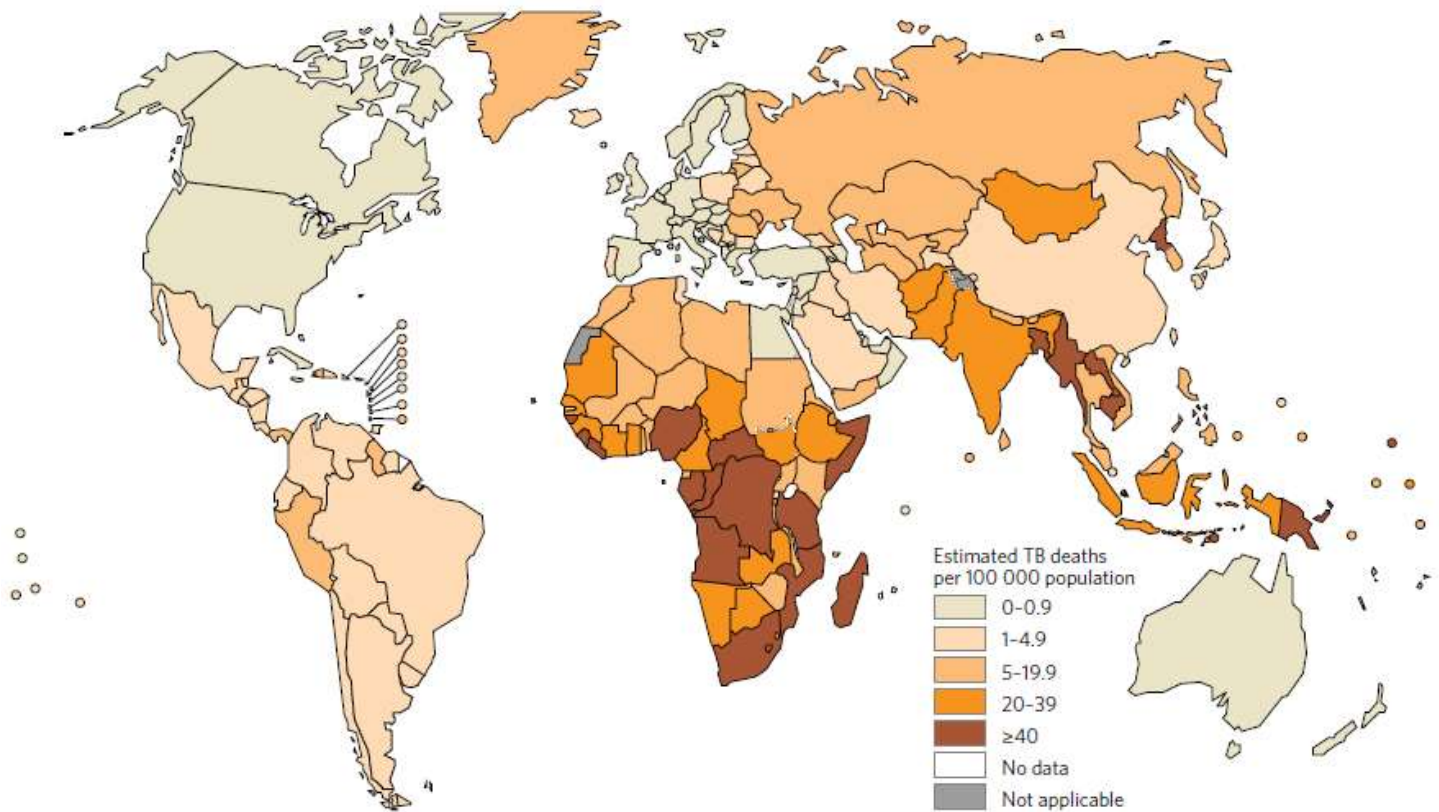 Estimated TB deaths
per 100 000 population
0–0.9
1–4.9
5–19.9
20–39
≥40
No data
Not applicable